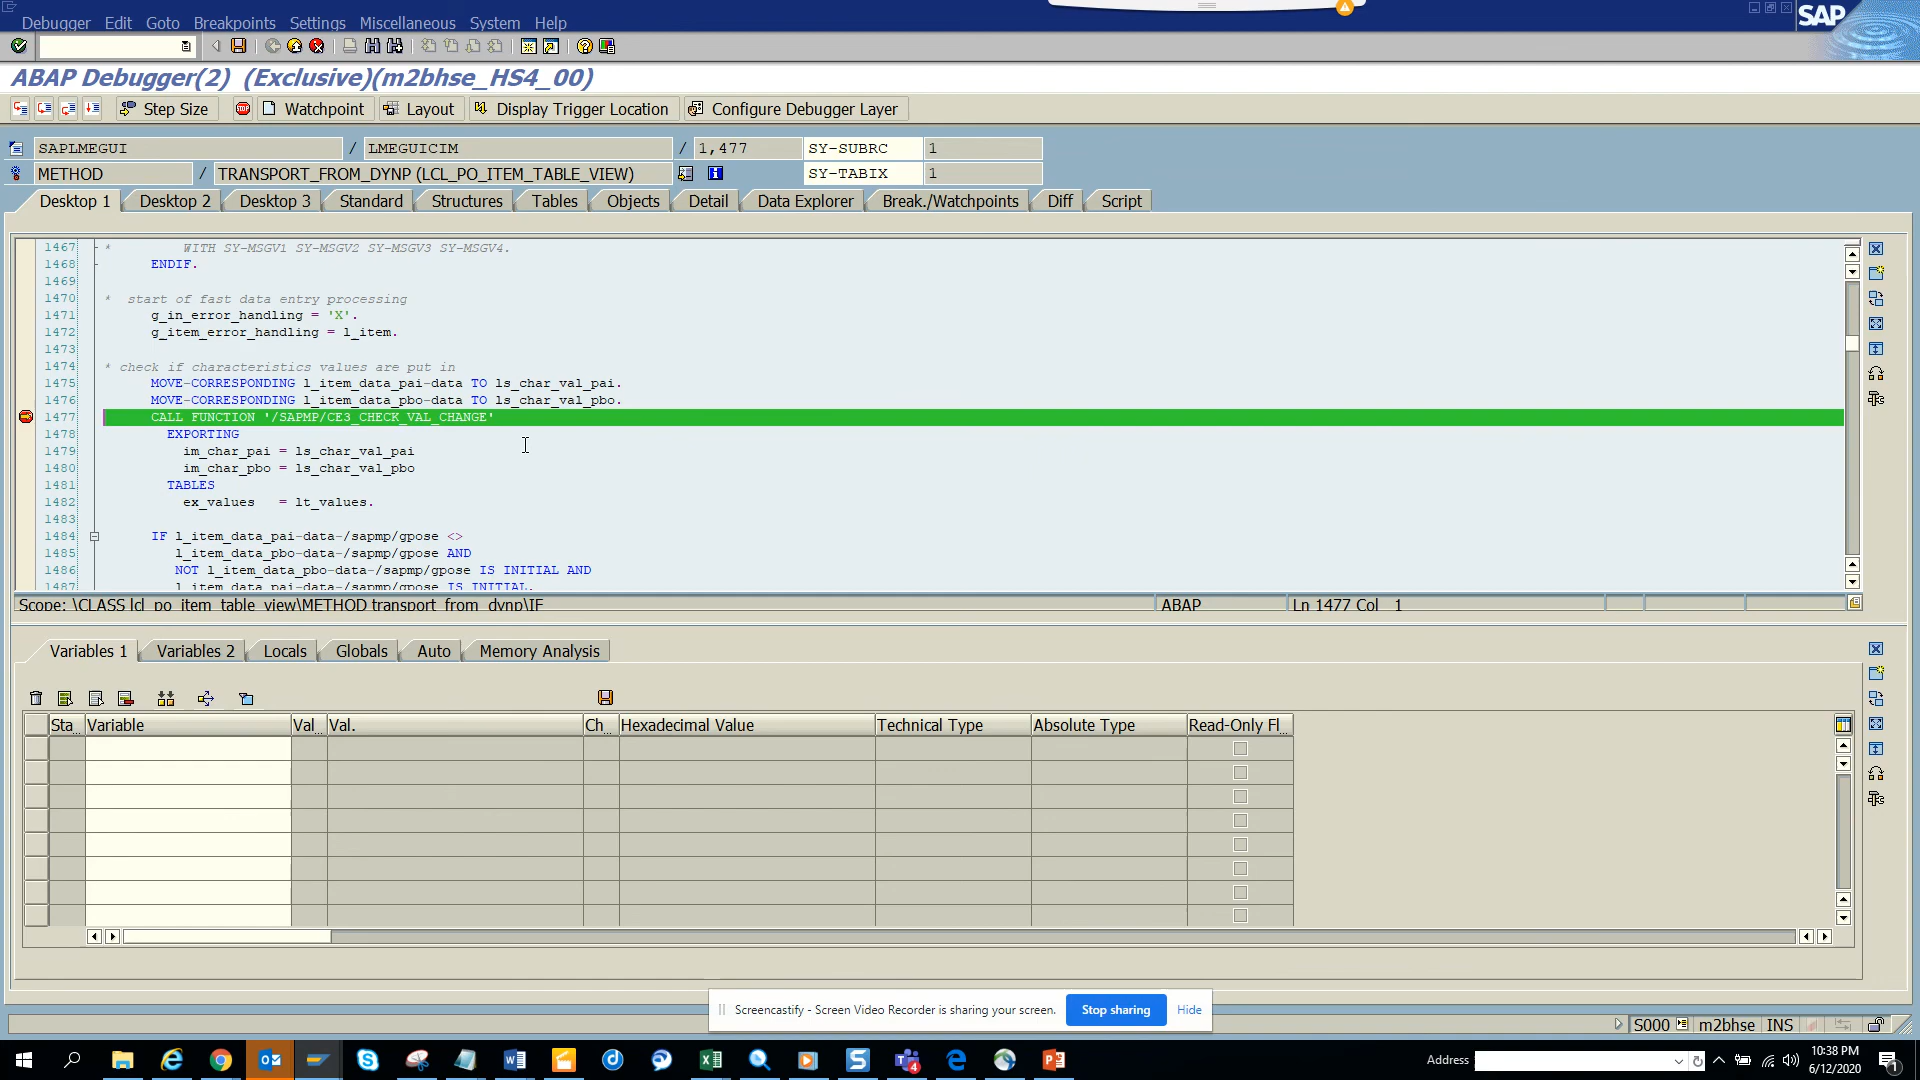 Debugger Edit Goto Breakpoints Settings Miscellaneous System Help
SAP
ABAP Debugger(2) (Exclusive)(m2bhse_HS4_00)
Step Size Watchpoint Layout Display Trigger Location Configure Debugger Layer
SAPLMEGUI / LMEGUICIM / 1,477 SY-SUBRC 1
METHOD / TRANSPORT_FROM_DYNP (LCL_PO_ITEM_TABLE_VIEW) SY-TABIX 1
Desktop 1 Desktop 2 Desktop 3 Standard Structures Tables Objects Detail Data Explorer Break./Watchpoints Diff Script
1467 * WITH SY-MSGV1 SY-MSGV2 SY-MSGV3 SY-MSGV4.
1468 ENDIF.
1469
1470 * start of fast data entry processing
1471 g_in_error_handling = 'X'.
1472 g_item_error_handling = l_item.
1473
1474 * check if characteristics values are put in
1475 MOVE-CORRESPONDING l_item_data_pai-data TO ls_char_val_pai.
1476 MOVE-CORRESPONDING l_item_data_pbo-data TO ls_char_val_pbo.
1477 CALL FUNCTION '/SAPMP/CE3_CHECK_VAL_CHANGE'
1478 EXPORTING
1479 im_char_pai = ls_char_val_pai
1480 im_char_pbo = ls_char_val_pbo
1481 TABLES
1482 ex_values = lt_values.
1483
1484 IF l_item_data_pai-data-/sapmp/gpose <>
1485 l_item_data_pbo-data-/sapmp/gpose AND
1486 NOT l_item_data_pbo-data-/sapmp/gpose IS INITIAL AND
1487 l_item_data_pai-data-/sapmp/gpose IS INITIAL.
Scope: \CLASS lcl_po_item_table_view\METHOD transport_from_dynp\IF ABAP Ln 1477 Col 1
Variables 1 Variables 2 Locals Globals Auto Memory Analysis
Sta... Variable Val... Val. Ch... Hexadecimal Value Technical Type Absolute Type Read-Only Fl...
Screencastify - Screen Video Recorder is sharing your screen. Stop sharing Hide
S000 m2bhse INS
Address
10:38 PM
6/12/2020
4
1